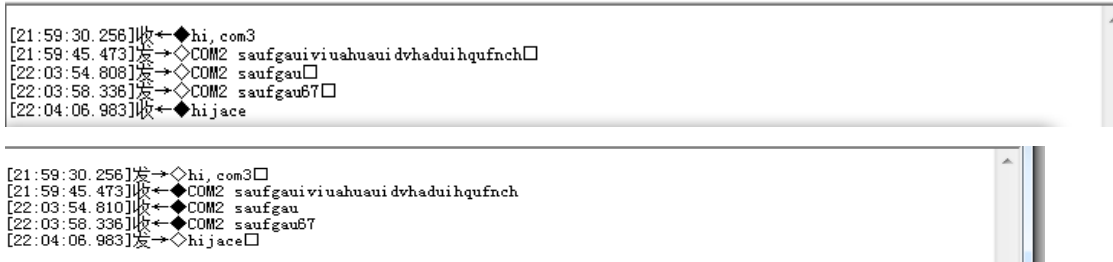 [21:59:30.256]收←◆hi,com3
[21:59:45.473]发→◇COM2 saufgauiviuahuauidvhaduihqufnch□
[22:03:54.808]发→◇COM2 saufgau□
[22:03:58.336]发→◇COM2 saufgau67□
[22:04:06.983]收←◆hijace
[21:59:30.256]发→◇hi,com3□
[21:59:45.473]收←◆COM2 saufgauiviuahuauidvhaduihqufnch
[22:03:54.810]收←◆COM2 saufgau
[22:03:58.336]收←◆COM2 saufgau67
[22:04:06.983]发→◇hijace□